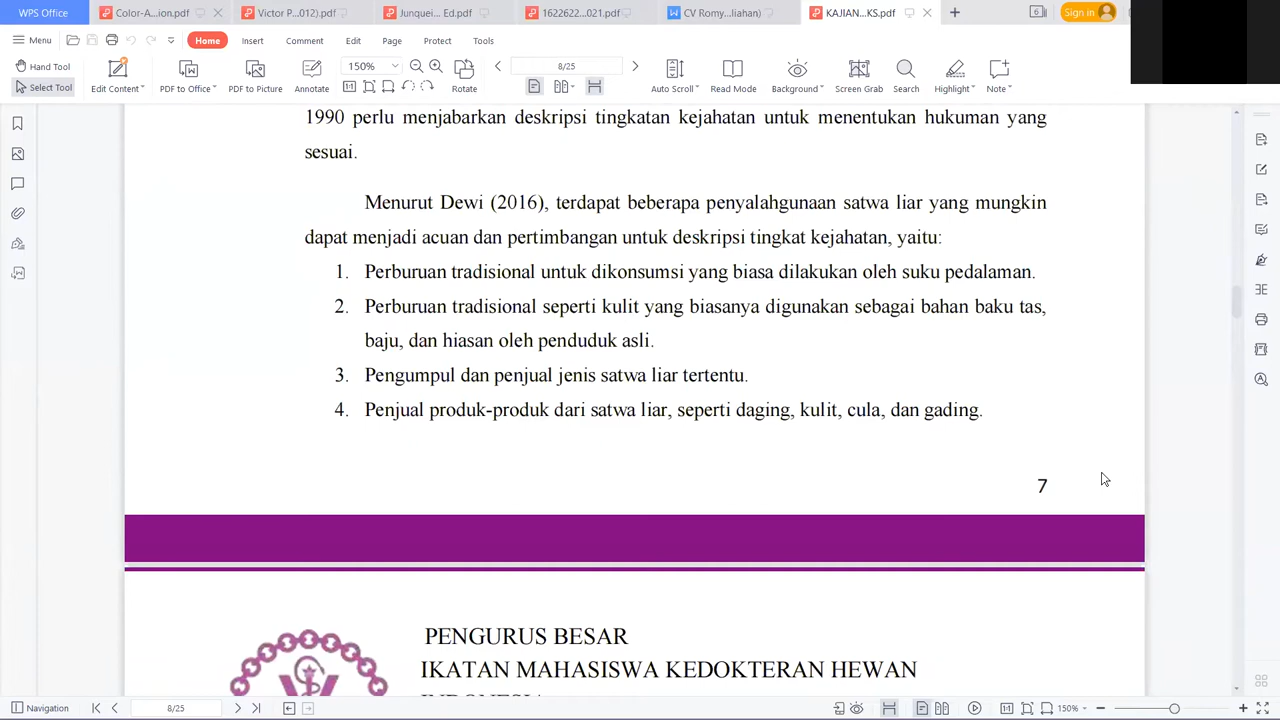 WPS Office
Color-A...ion.pdf
Victor P...012).pdf
Junquei... Ed.pdf
1622622...021.pdf
CV Romy...liahan)
KAJIAN...KS.pdf
6
Sign in
Menu
Home
Insert
Comment
Edit
Page
Protect
Tools
Hand Tool
Select Tool
Edit Content
PDF to Office
PDF to Picture
Annotate
150%
8/25
Rotate
Auto Scroll
Read Mode
Background
Screen Grab
Search
Highlight
Note
1990 perlu menjabarkan deskripsi tingkatan kejahatan untuk menentukan hukuman yang
sesuai.
Menurut Dewi (2016), terdapat beberapa penyalahgunaan satwa liar yang mungkin
dapat menjadi acuan dan pertimbangan untuk deskripsi tingkat kejahatan, yaitu:
1. Perburuan tradisional untuk dikonsumsi yang biasa dilakukan oleh suku pedalaman.
2. Perburuan tradisional seperti kulit yang biasanya digunakan sebagai bahan baku tas,
baju, dan hiasan oleh penduduk asli.
3. Pengumpul dan penjual jenis satwa liar tertentu.
4. Penjual produk-produk dari satwa liar, seperti daging, kulit, cula, dan gading.
7
PENGURUS BESAR
IKATAN MAHASISWA KEDOKTERAN HEWAN
INDONESIA
Navigation
8/25
150%